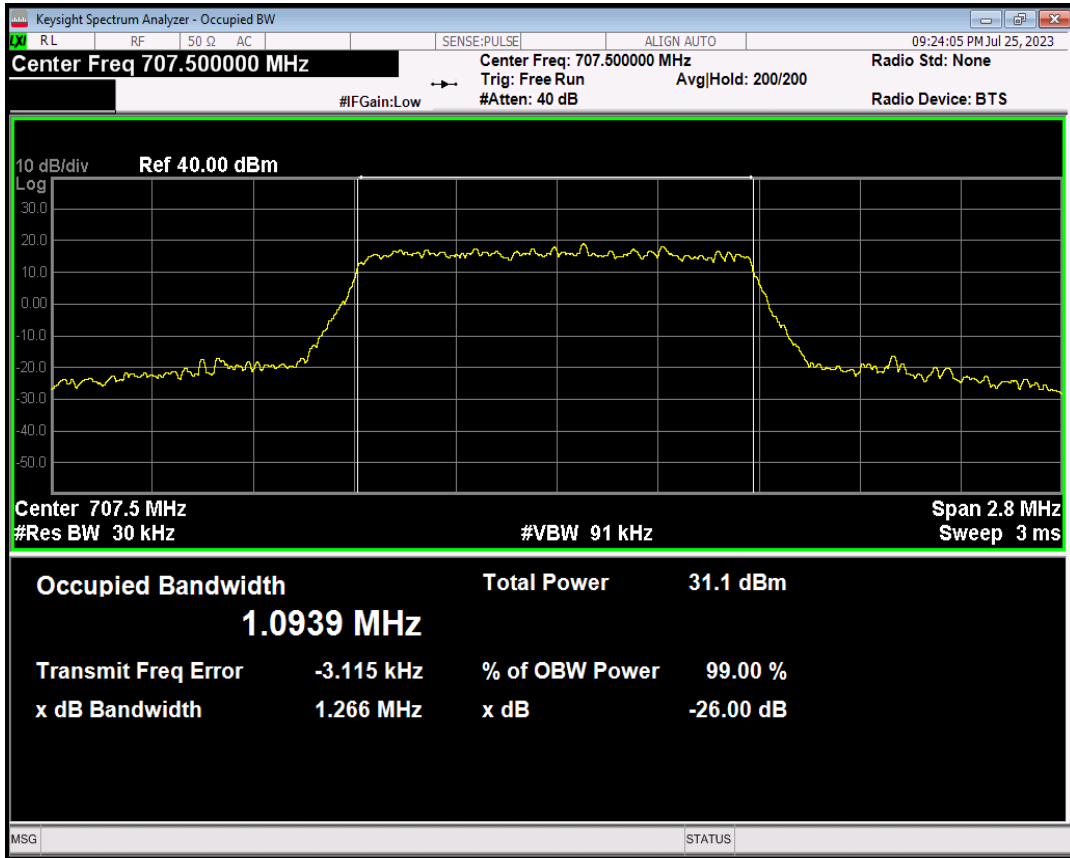 Keysight Spectrum Analyzer - Occupied BW
LXI RL RF 50 Ω AC SENSE:PULSE ALIGN AUTO 09:24:05 PM Jul 25, 2023
Center Freq 707.500000 MHz Center Freq: 707.500000 MHz Radio Std: None
Trig: Free Run Avg|Hold: 200/200
#IFGain:Low #Atten: 40 dB Radio Device: BTS
10 dB/div Ref 40.00 dBm
Log
30.0
20.0
10.0
0.00
-10.0
-20.0
-30.0
-40.0
-50.0
Center 707.5 MHz Span 2.8 MHz
#Res BW 30 kHz #VBW 91 kHz Sweep 3 ms
Occupied Bandwidth Total Power 31.1 dBm
1.0939 MHz
Transmit Freq Error -3.115 kHz % of OBW Power 99.00 %
x dB Bandwidth 1.266 MHz x dB -26.00 dB
MSG STATUS